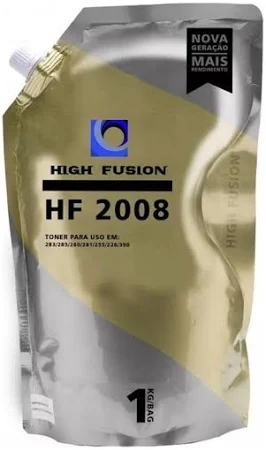 NOVA
GERAÇÃO
MAIS
RENDIMENTO
HIGH FUSION
HF 2008
TONER PARA USO EM:
283/285/280/281/255/226/390
HIGH FUSION
1
KG/BAG